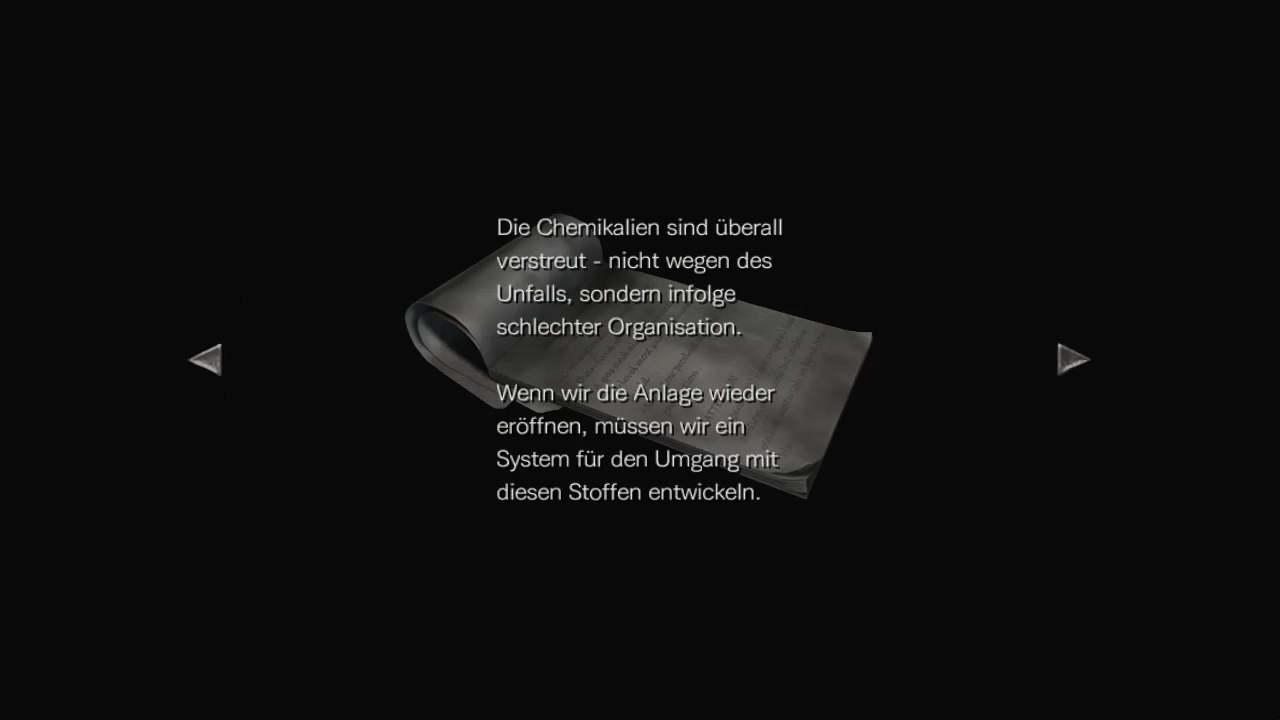 Die Chemikalien sind überall
verstreut - nicht wegen des
Unfalls, sondern infolge
schlechter Organisation.
Wenn wir die Anlage wieder
eröffnen, müssen wir ein
System für den Umgang mit
diesen Stoffen entwickeln.